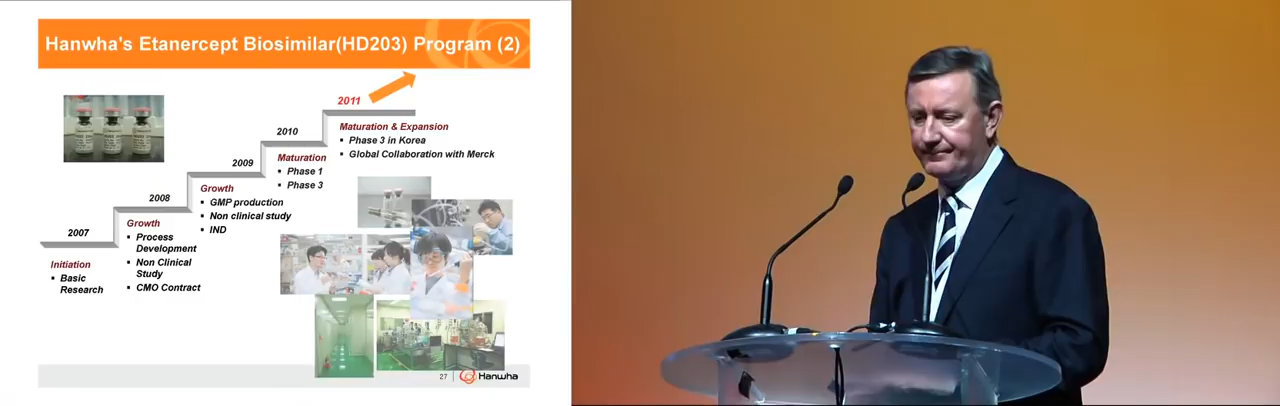 Hanwha's Etanercept Biosimilar(HD203) Program (2)
2011
Maturation & Expansion
▪ Phase 3 in Korea
▪ Global Collaboration with Merck
2010
Maturation
▪ Phase 1
▪ Phase 3
2009
Growth
▪ GMP production
▪ Non clinical study
▪ IND
2008
Growth
▪ Process
Development
▪ Non Clinical
Study
▪ CMO Contract
2007
Initiation
▪ Basic
Research
27
Hanwha